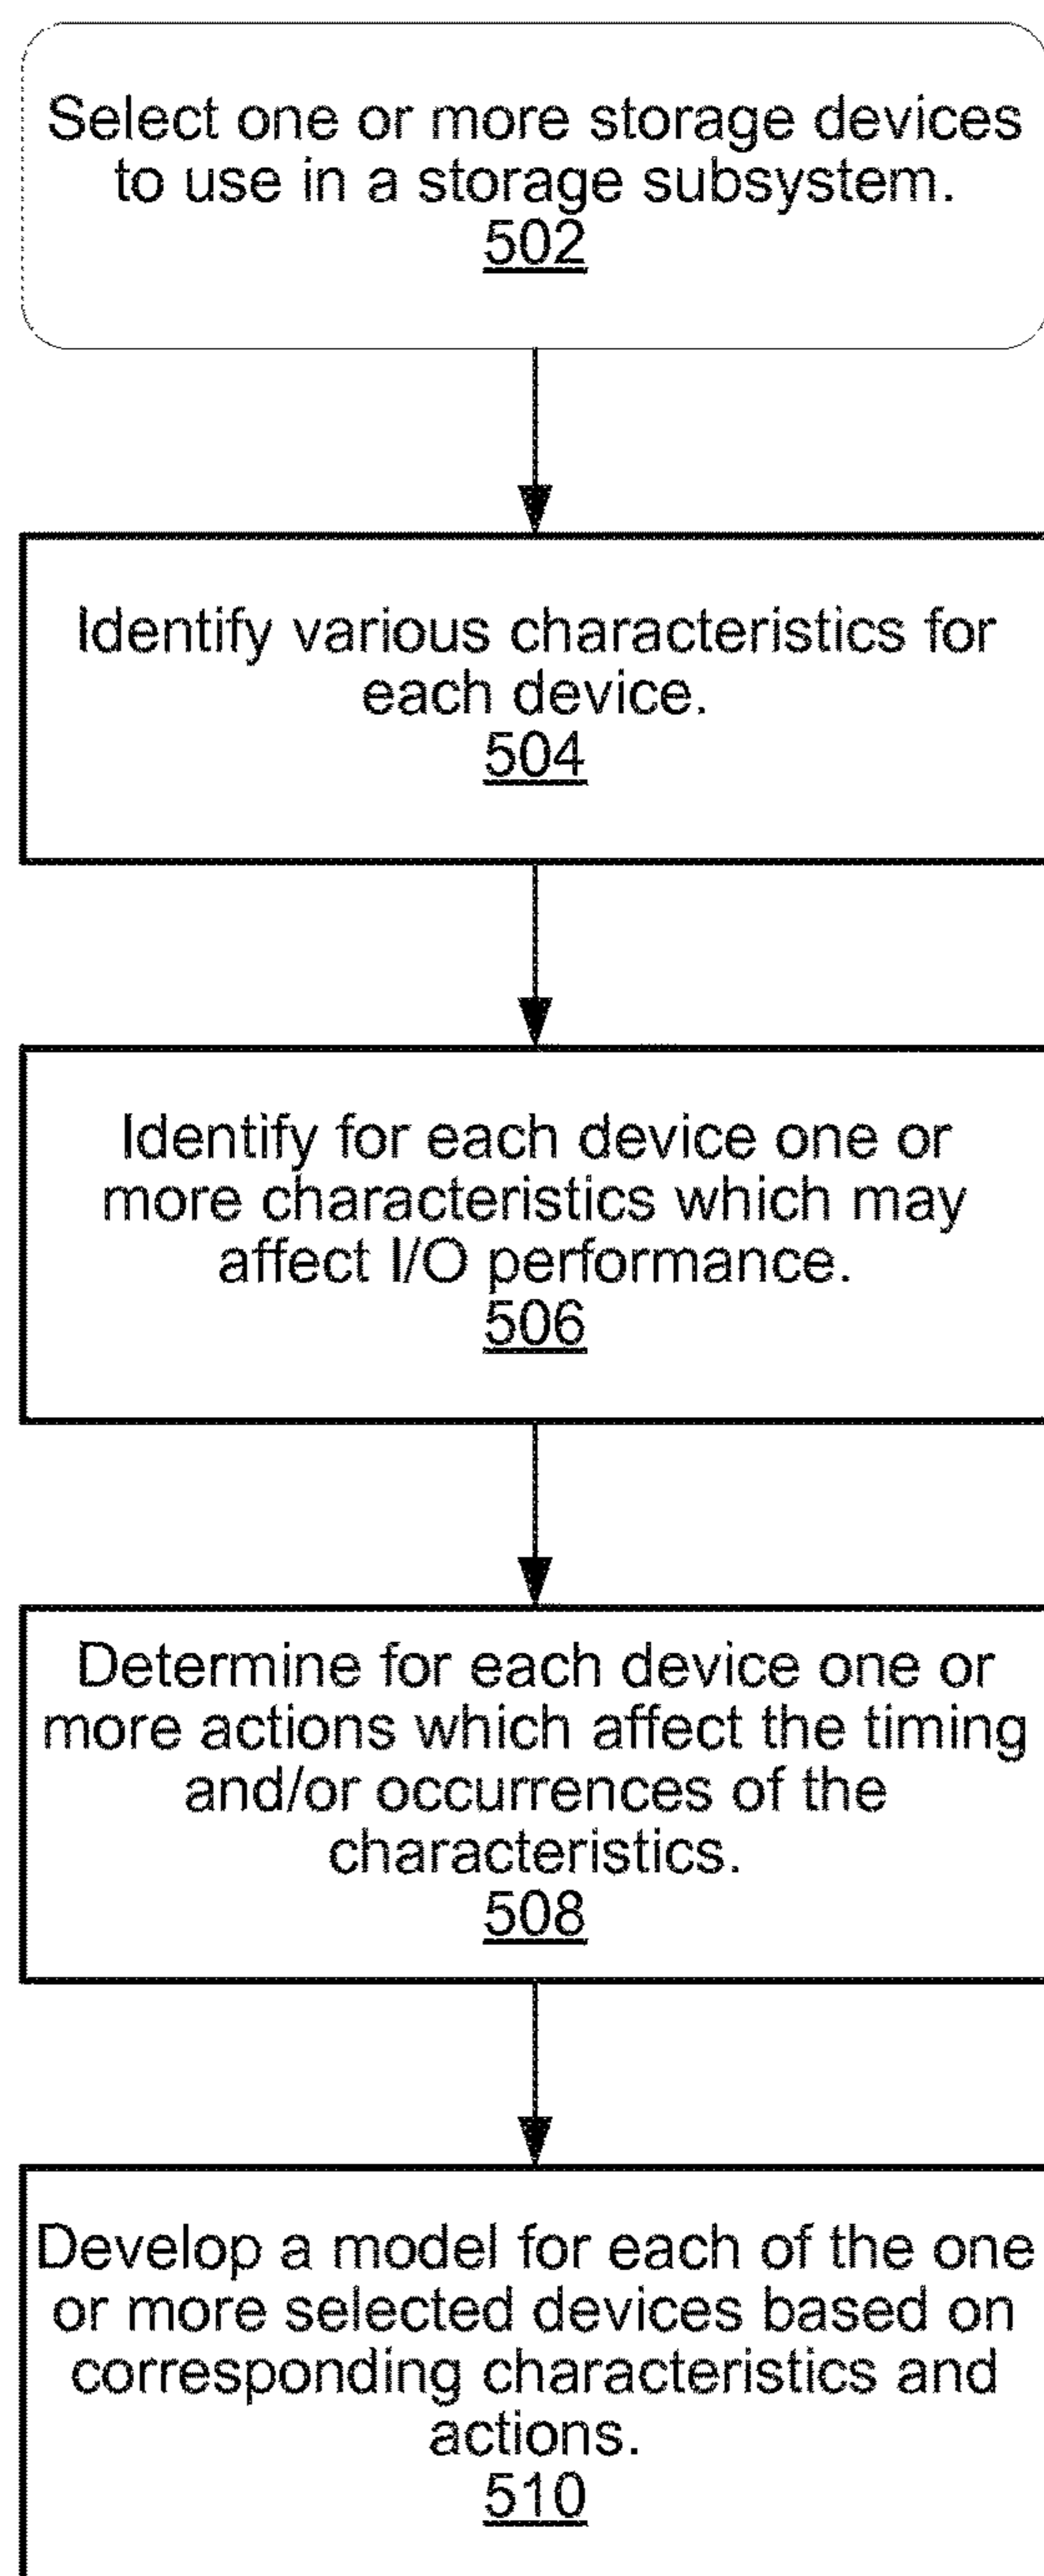 Select one or more storage devices
to use in a storage subsystem.
502
Identify various characteristics for
each device.
504
Identify for each device one or
more characteristics which may
affect I/O performance.
506
Determine for each device one or
more actions which affect the timing
and/or occurrences of the
characteristics.
508
Develop a model for each of the one
or more selected devices based on
corresponding characteristics and
actions.
510